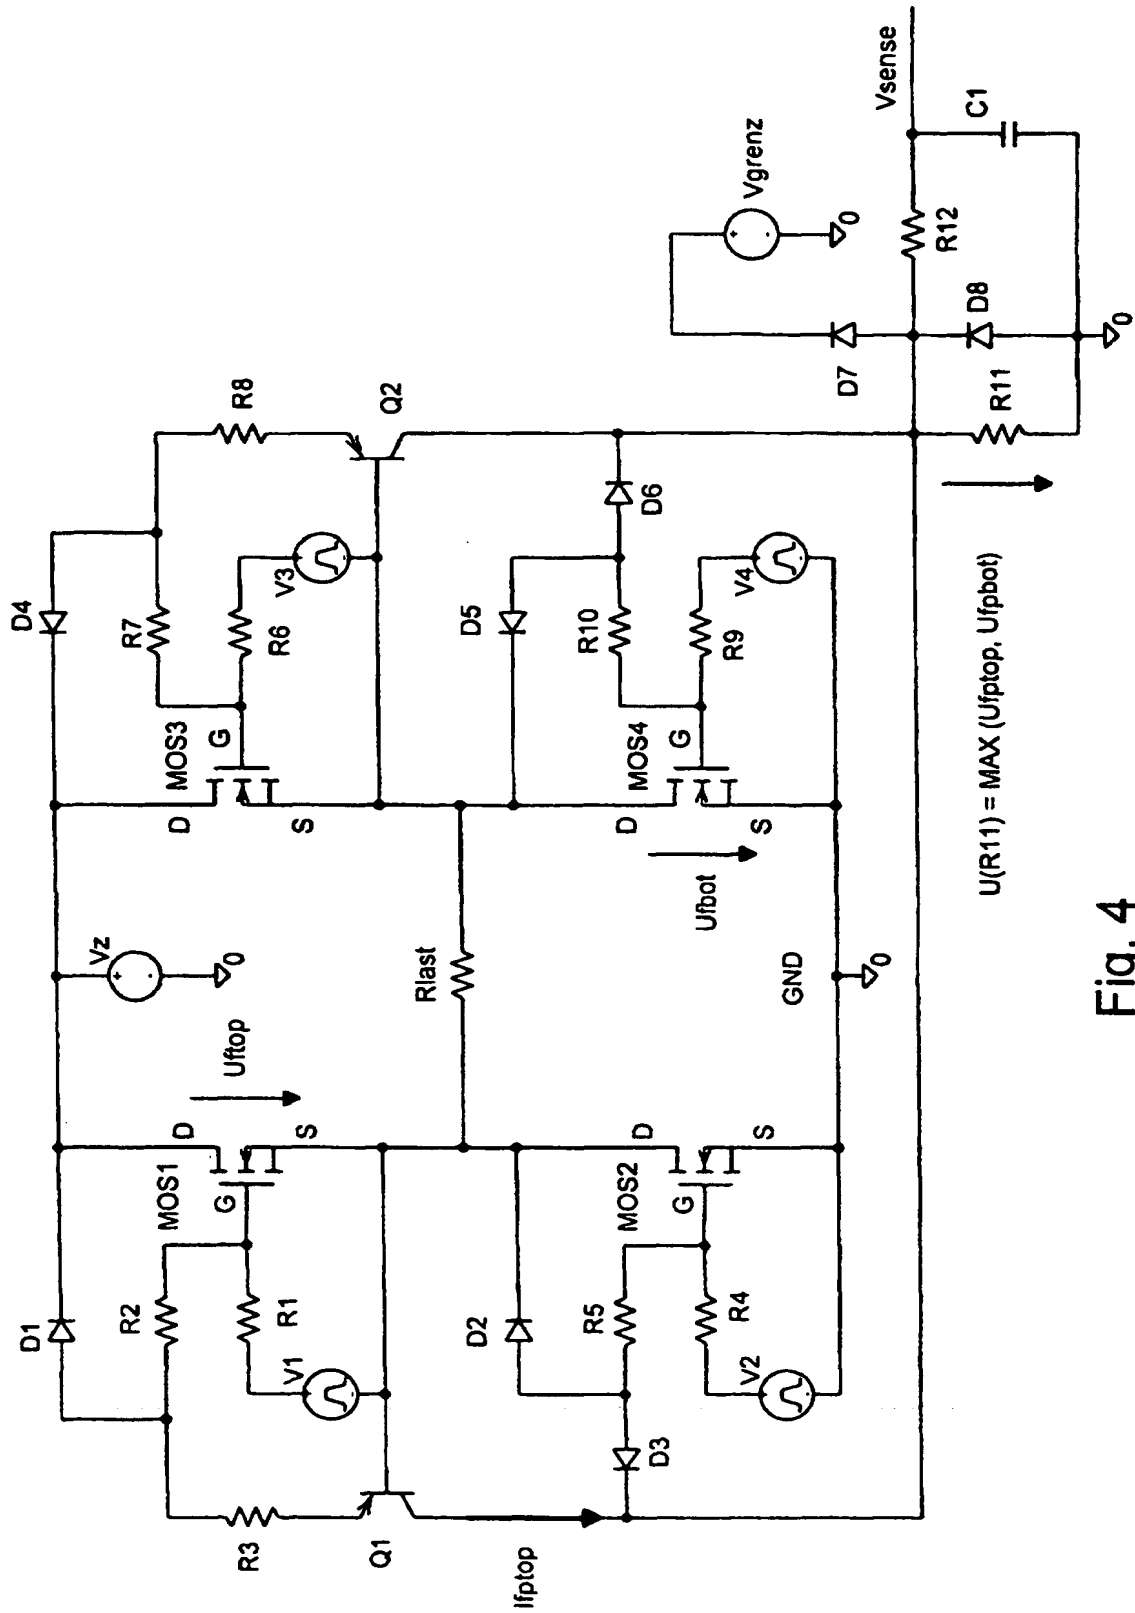 D1
R2
R3
V1
R1
MOS1
G
D
S
Uftop
Q1
Ifptop
Vz
+
-
0
D4
R7
R8
V3
R6
MOS3
G
D
S
Q2
Rlast
D2
R5
D3
V2
R4
MOS2
G
D
S
GND
0
D5
R10
D6
V4
R9
MOS4
G
D
S
Ufbot
Vgrenz
+
-
0
D7
D8
R11
R12
C1
Vsense
0
U(R11) = MAX (Ufptop, Ufpbot)
Fig. 4